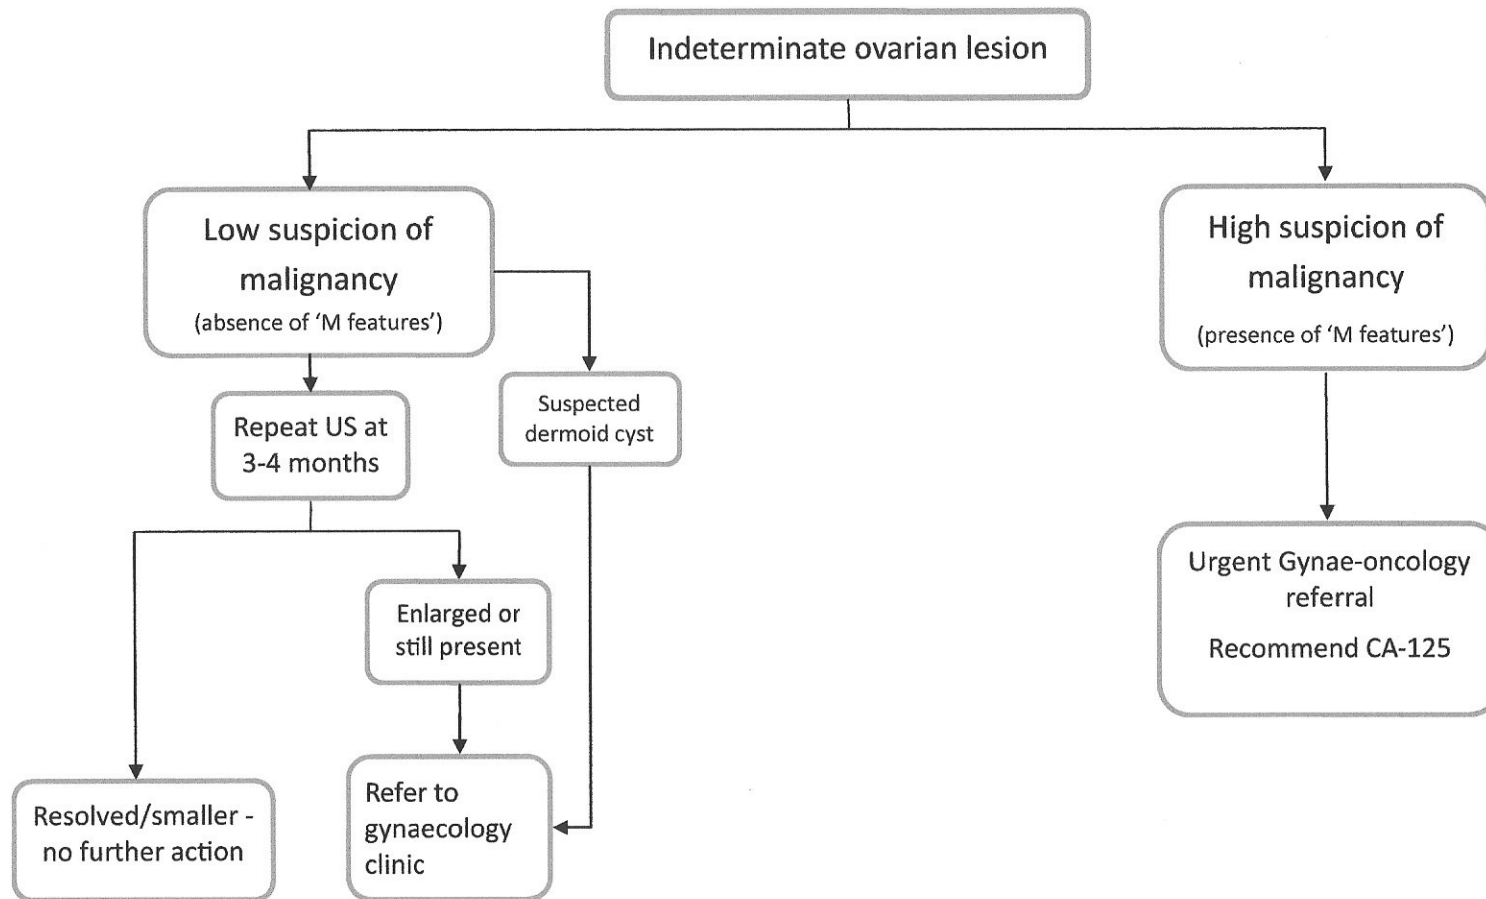 Indeterminate ovarian lesion
Low suspicion of
malignancy
(absence of ‘M features’)
High suspicion of
malignancy
(presence of ‘M features’)
Repeat US at
3-4 months
Suspected
dermoid cyst
Enlarged or
still present
Urgent Gynae-oncology
referral
Recommend CA-125
Resolved/smaller -
no further action
Refer to
gynaecology
clinic